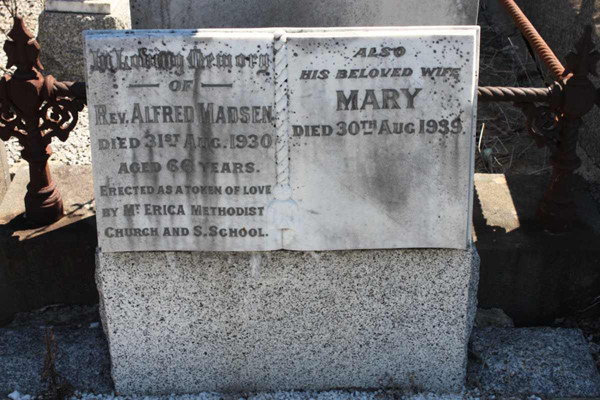 In Loving Memory
OF
REV. ALFRED MADSEN
DIED 31ST AUG. 1930
AGED 66 YEARS.
ERECTED AS A TOKEN OF LOVE
BY MT ERICA METHODIST
CHURCH AND S. SCHOOL.
ALSO
HIS BELOVED WIFE
MARY
DIED 30TH AUG 1939.